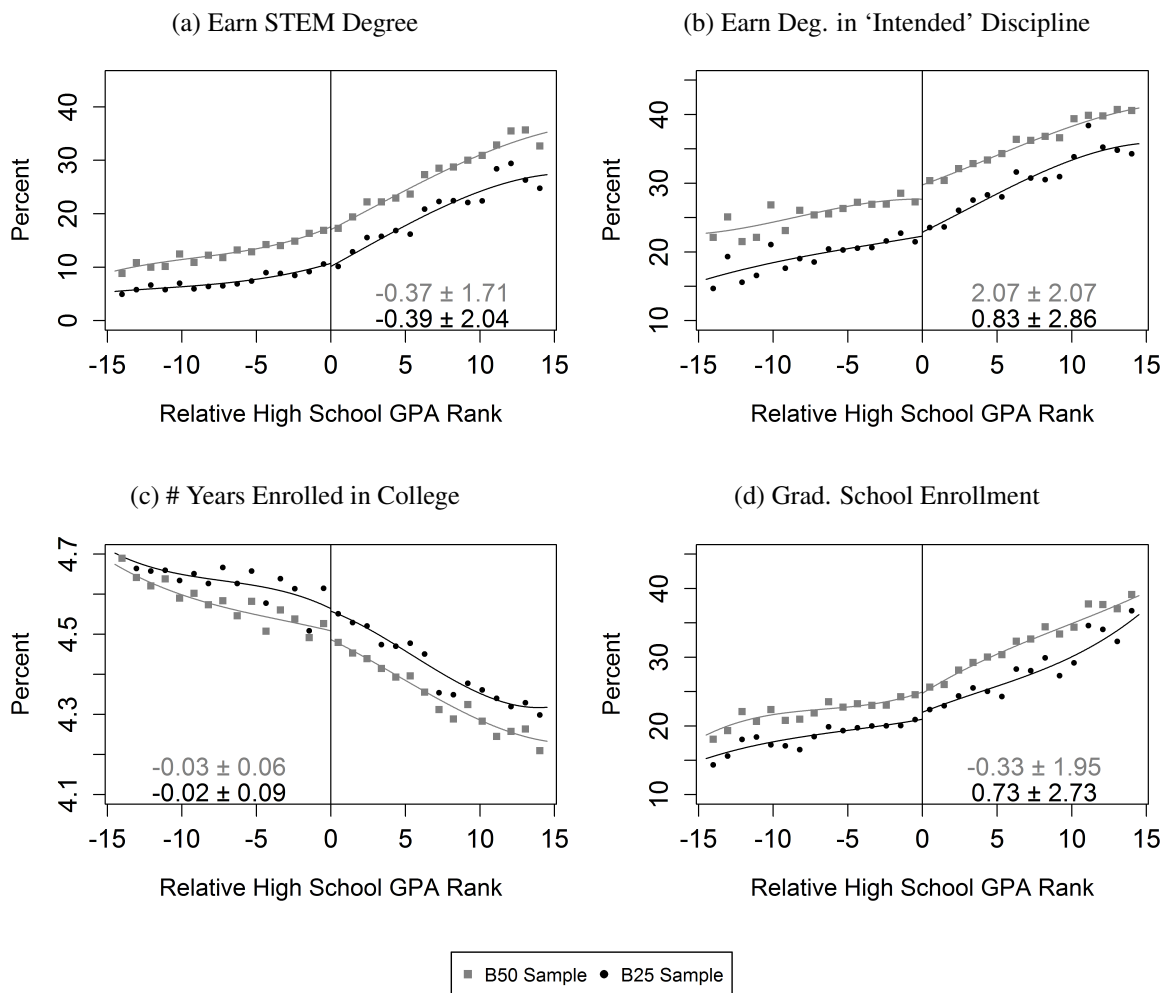 (a) Earn STEM Degree
Percent
40
30
20
10
0
-0.37 ± 1.71
-0.39 ± 2.04
-15 -10 -5 0 5 10 15
Relative High School GPA Rank
(b) Earn Deg. in ‘Intended’ Discipline
Percent
40
30
20
10
2.07 ± 2.07
0.83 ± 2.86
-15 -10 -5 0 5 10 15
Relative High School GPA Rank
(c) # Years Enrolled in College
Percent
4.7
4.5
4.3
4.1
-0.03 ± 0.06
-0.02 ± 0.09
-15 -10 -5 0 5 10 15
Relative High School GPA Rank
(d) Grad. School Enrollment
Percent
40
30
20
10
-0.33 ± 1.95
0.73 ± 2.73
-15 -10 -5 0 5 10 15
Relative High School GPA Rank
B50 Sample B25 Sample